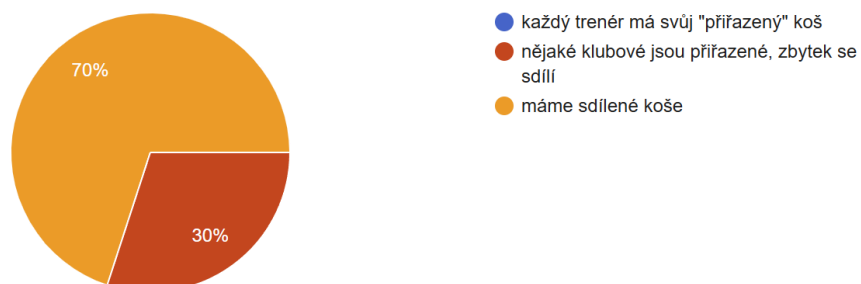 každý trenér má svůj "přiřazený" koš
nějaké klubové jsou přiřazené, zbytek se
sdílí
máme sdílené koše
70%
30%